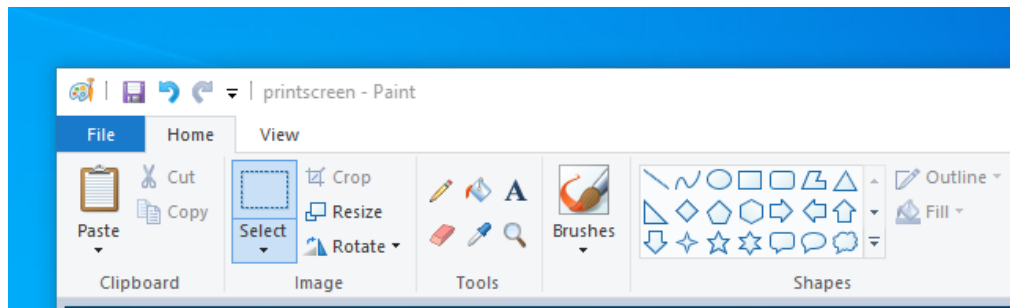 printscreen - Paint
File Home View
Cut Crop Outline
Copy Resize Fill
Paste Select Rotate A Brushes
Clipboard Image Tools Shapes